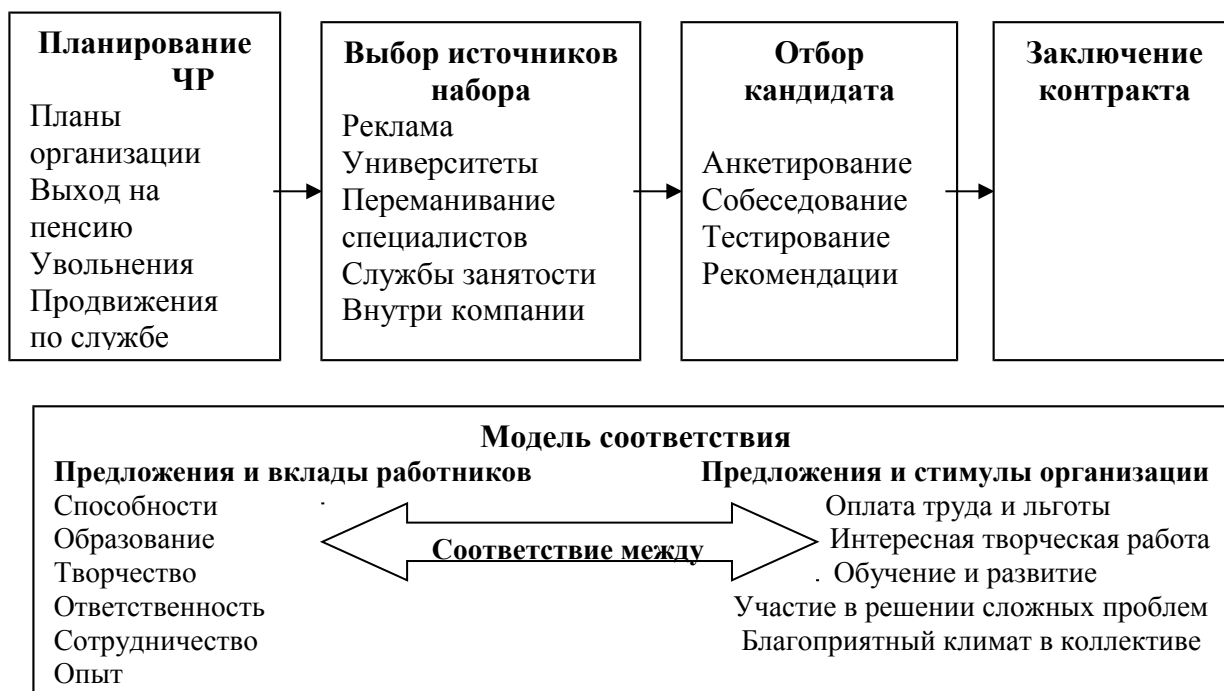 Планирование
ЧР
Планы
организации
Выход на
пенсию
Увольнения
Продвижения
по службе
Выбор источников
набора
Реклама
Университеты
Переманивание
специалистов
Службы занятости
Внутри компании
Отбор
кандидата
Анкетирование
Собеседование
Тестирование
Рекомендации
Заключение
контракта
Модель соответствия
Предложения и вклады работников
Способности
Образование
Творчество
Ответственность
Сотрудничество
Опыт
Соответствие между
Предложения и стимулы организации
Оплата труда и льготы
Интересная творческая работа
Обучение и развитие
Участие в решении сложных проблем
Благоприятный климат в коллективе